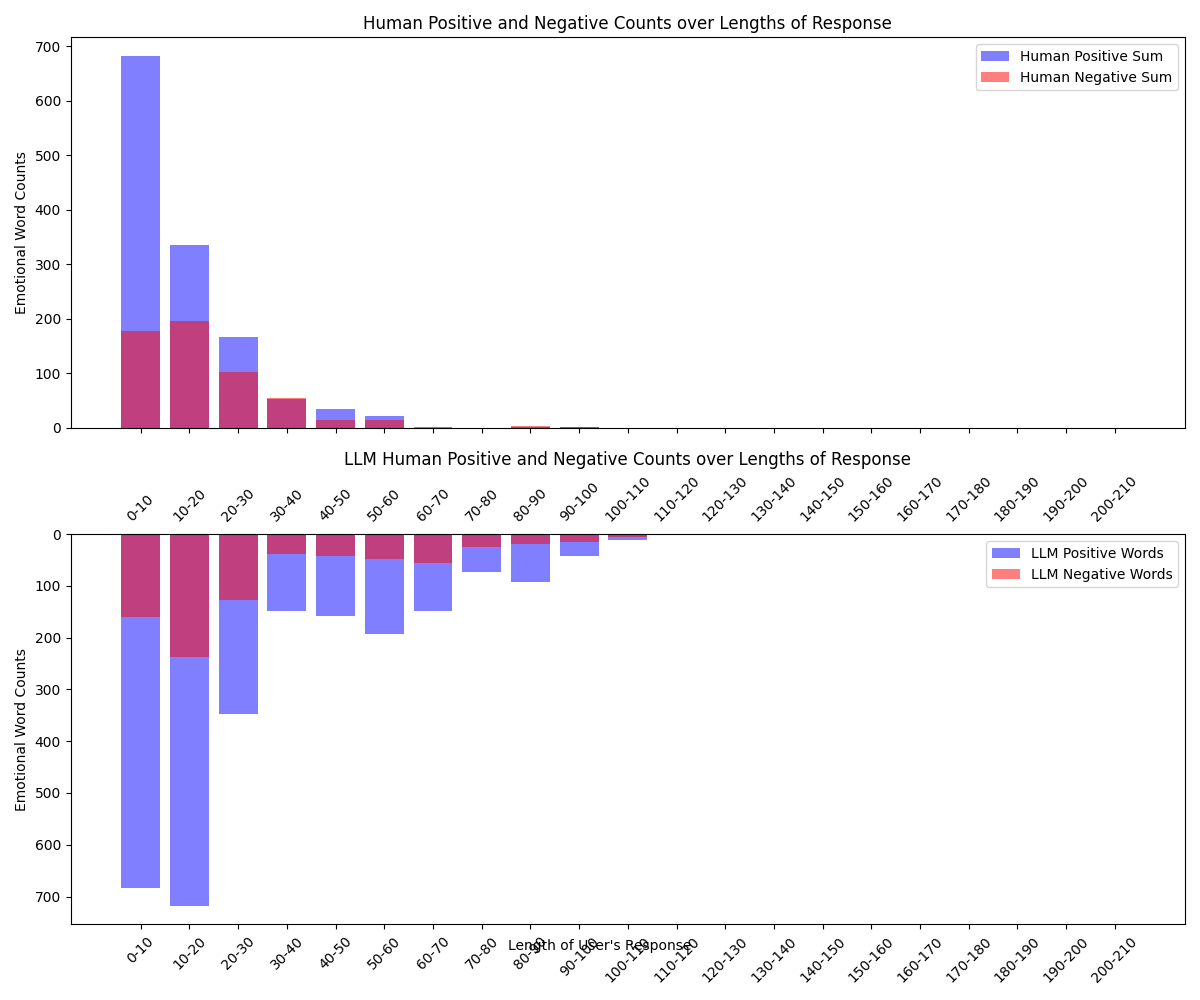 Human Positive and Negative Counts over Lengths of Response
Human Positive Sum
Human Negative Sum
Emotional Word Counts
700
600
500
400
300
200
100
0
LLM Human Positive and Negative Counts over Lengths of Response
0-10 10-20 20-30 30-40 40-50 50-60 60-70 70-80 80-90 90-100 100-110 110-120 120-130 130-140 140-150 150-160 160-170 170-180 180-190 190-200 200-210
LLM Positive Words
LLM Negative Words
Emotional Word Counts
0
100
200
300
400
500
600
700
0-10 10-20 20-30 30-40 40-50 50-60 60-70 70-80 80-90 90-100 100-110 110-120 120-130 130-140 140-150 150-160 160-170 170-180 180-190 190-200 200-210
Length of User's Response